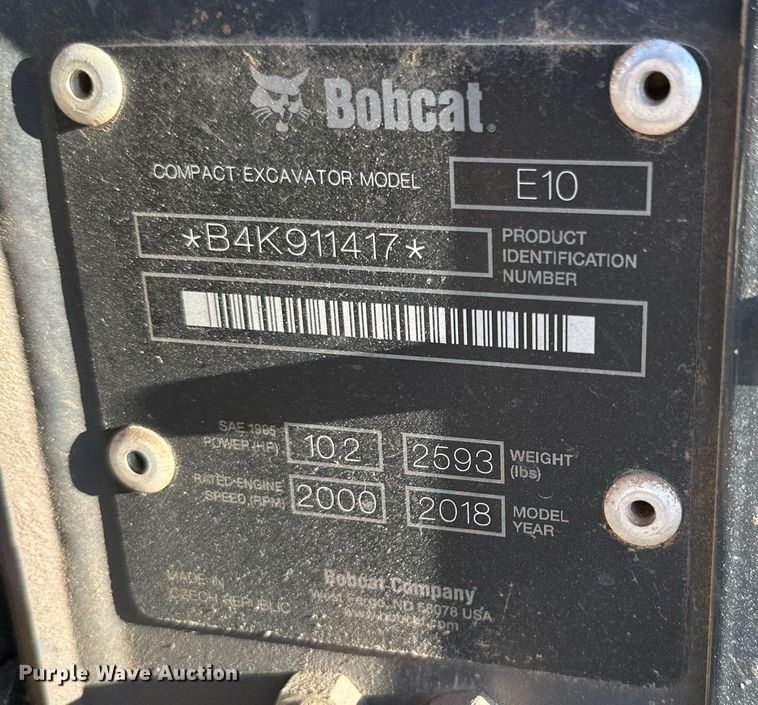 Bobcat®
COMPACT EXCAVATOR MODEL E10
*B4K911417*
PRODUCT
IDENTIFICATION
NUMBER
SAE 1995
POWER (HP) 10.2
2593 WEIGHT
(lbs)
RATED ENGINE
SPEED (RPM) 2000
2018 MODEL
YEAR
MADE IN
CZECH REPUBLIC
Bobcat Company
West Fargo, ND 58078 USA
www.bobcat.com
Purple Wave Auction